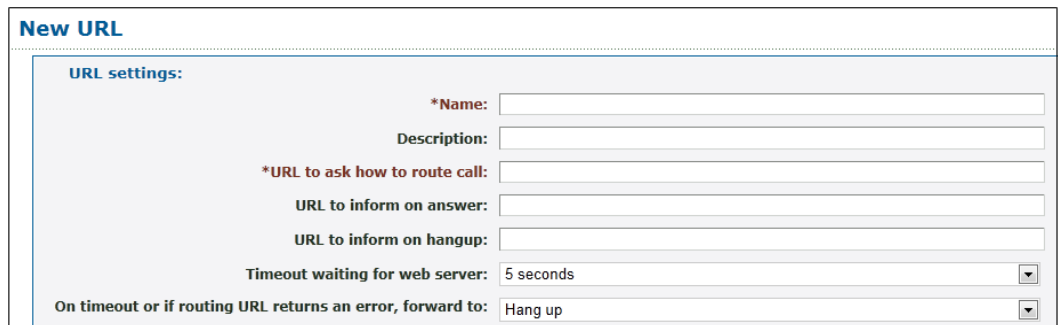 New URL
URL settings:
*Name:
Description:
*URL to ask how to route call:
URL to inform on answer:
URL to inform on hangup:
Timeout waiting for web server: 5 seconds
On timeout or if routing URL returns an error, forward to: Hang up